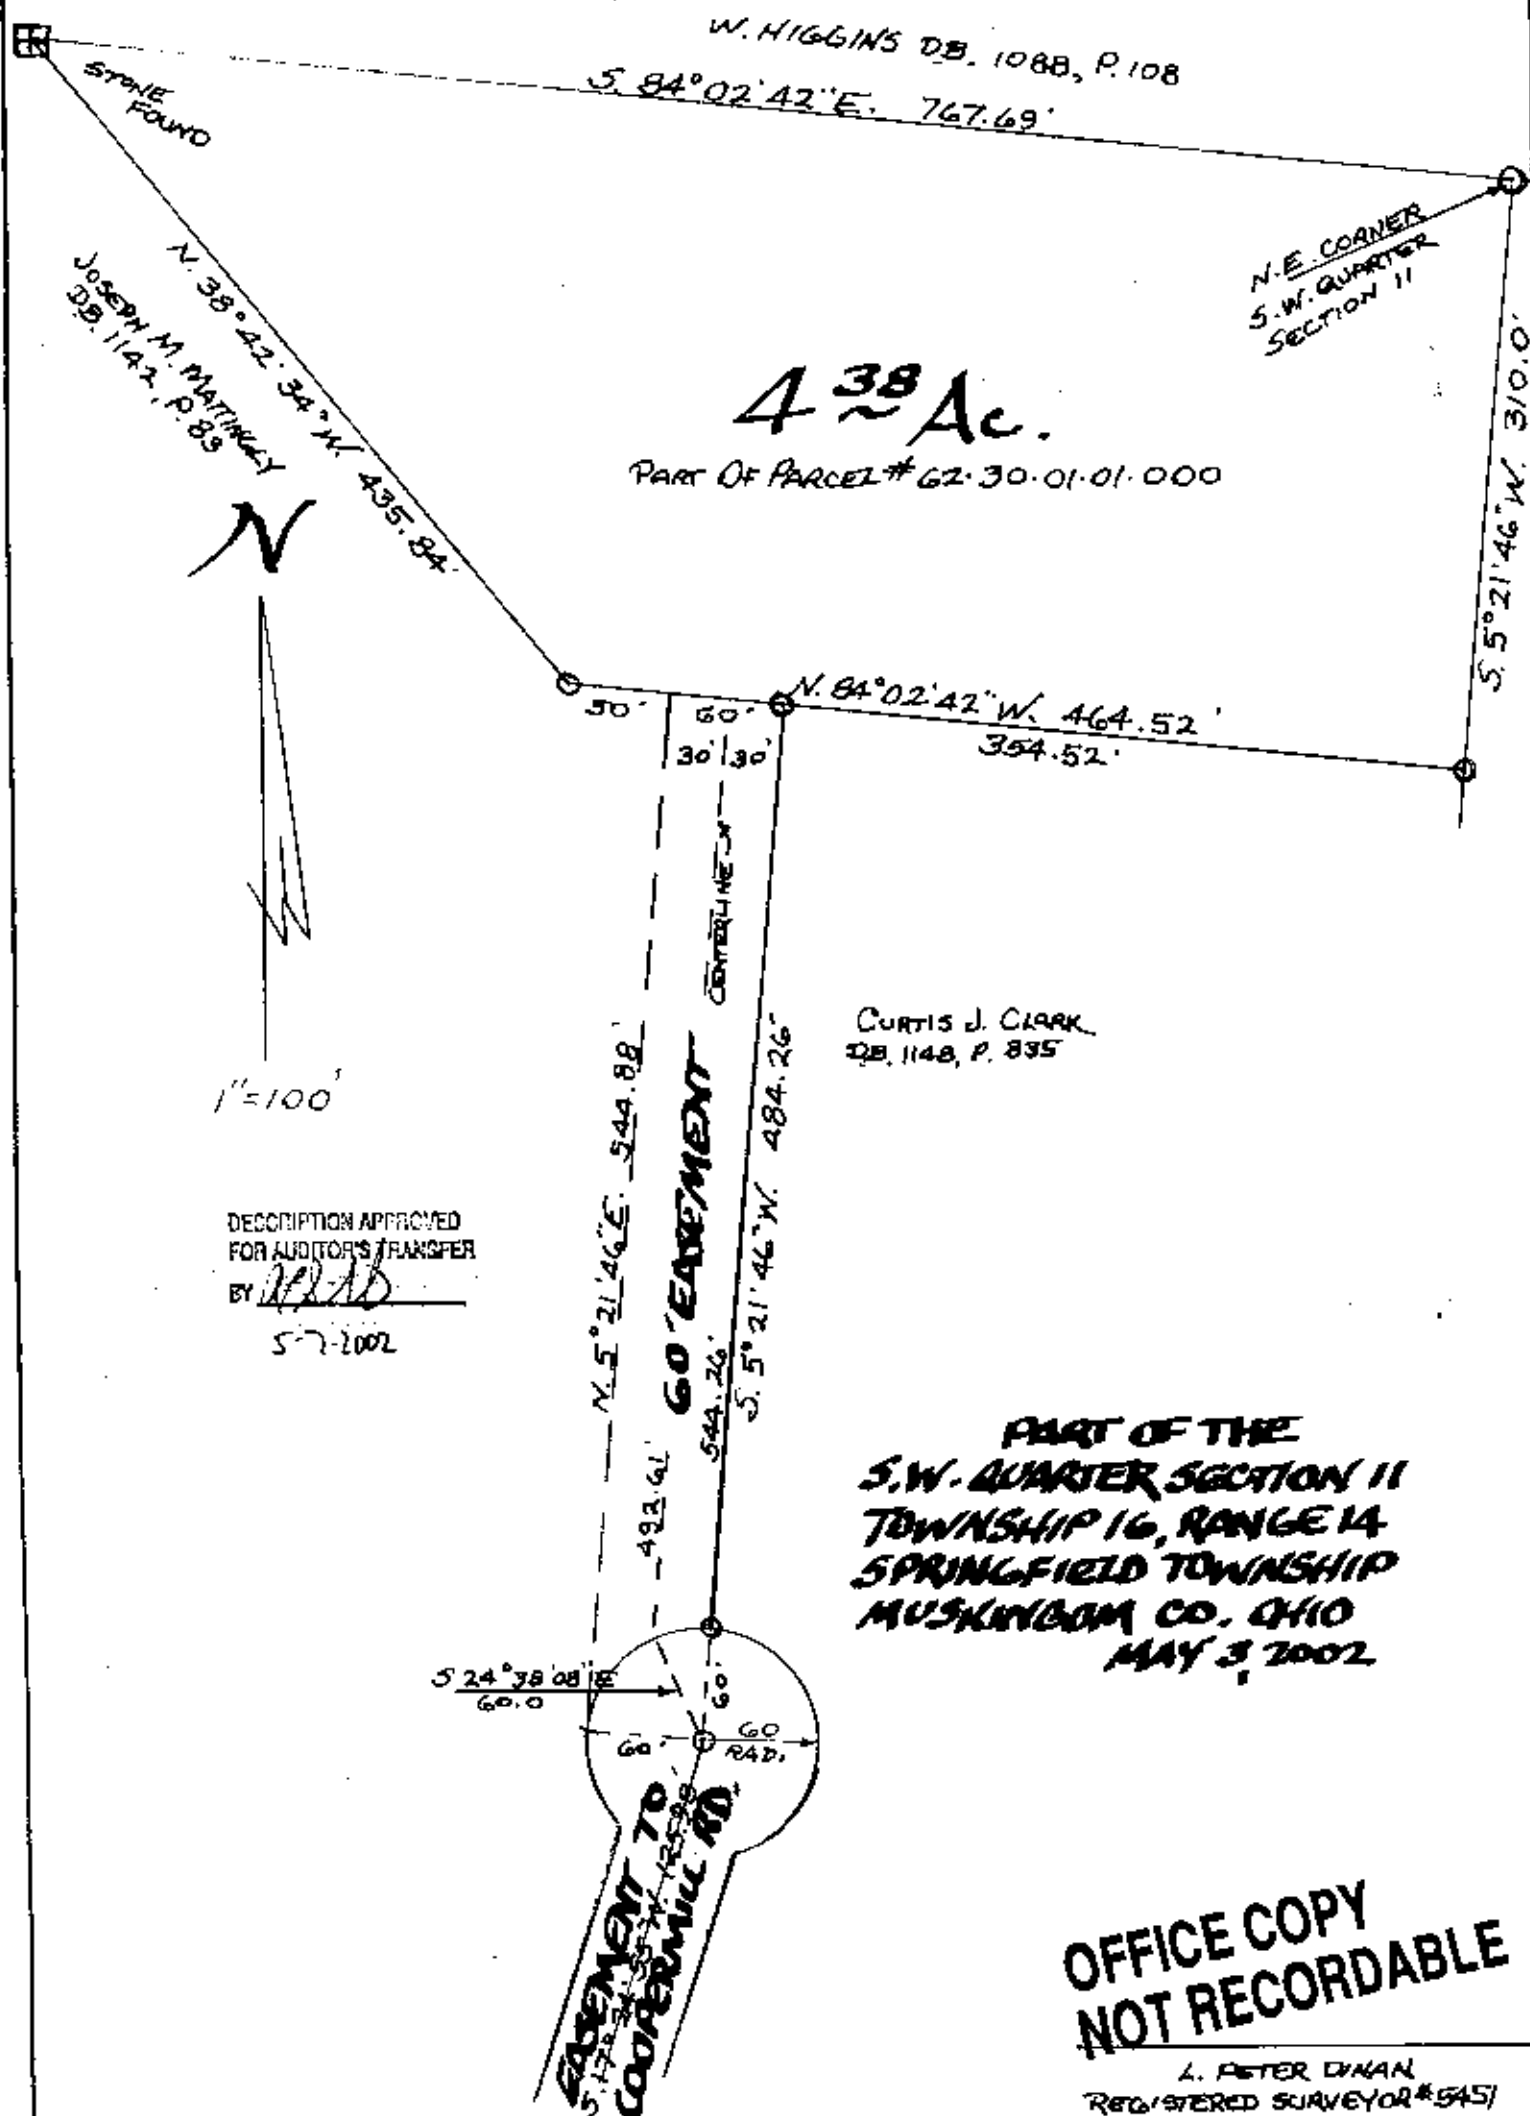 W. HIGGINS DB. 1088, P. 108
S. 84° 02' 42" E. 767.69'
STONE
FOUND
N.E. CORNER
S.W. QUARTER
SECTION 11
S. 5° 21' 46" W. 310.0'
N. 38° 42' 34" W. 435.84'
JOSEPH M. MATTINGLY
DB. 1142, P. 83
4 38 Ac.
PART OF PARCEL # 62-30-01-01-000
N
1"=100'
50'
60'
30' 30'
N. 84° 02' 42" W. 464.52'
354.52'
CENTERLINE
60' EASEMENT
N. 5° 21' 46" E. 544.88'
492.61'
544.26'
S. 5° 21' 46" W. 484.26'
CURTIS J. CLARK
DB. 1148, P. 835
DESCRIPTION APPROVED
FOR AUDITOR'S TRANSFER
BY
5-7-2002
PART OF THE
S.W. QUARTER SECTION 11
TOWNSHIP 16, RANGE 14
SPRINGFIELD TOWNSHIP
MUSKINGUM CO. OHIO
MAY 3, 2002
S 24° 38' 08" E
60.0
60'
60'
60
RAD.
EASEMENT TO
COOPERMILL RD.
OFFICE COPY
NOT RECORDABLE
L. PETER DINAN
REGISTERED SURVEYOR #5451